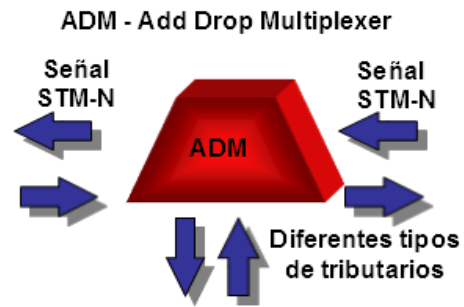 ADM - Add Drop Multiplexer
Señal
STM-N
Señal
STM-N
ADM
Diferentes tipos
de tributarios